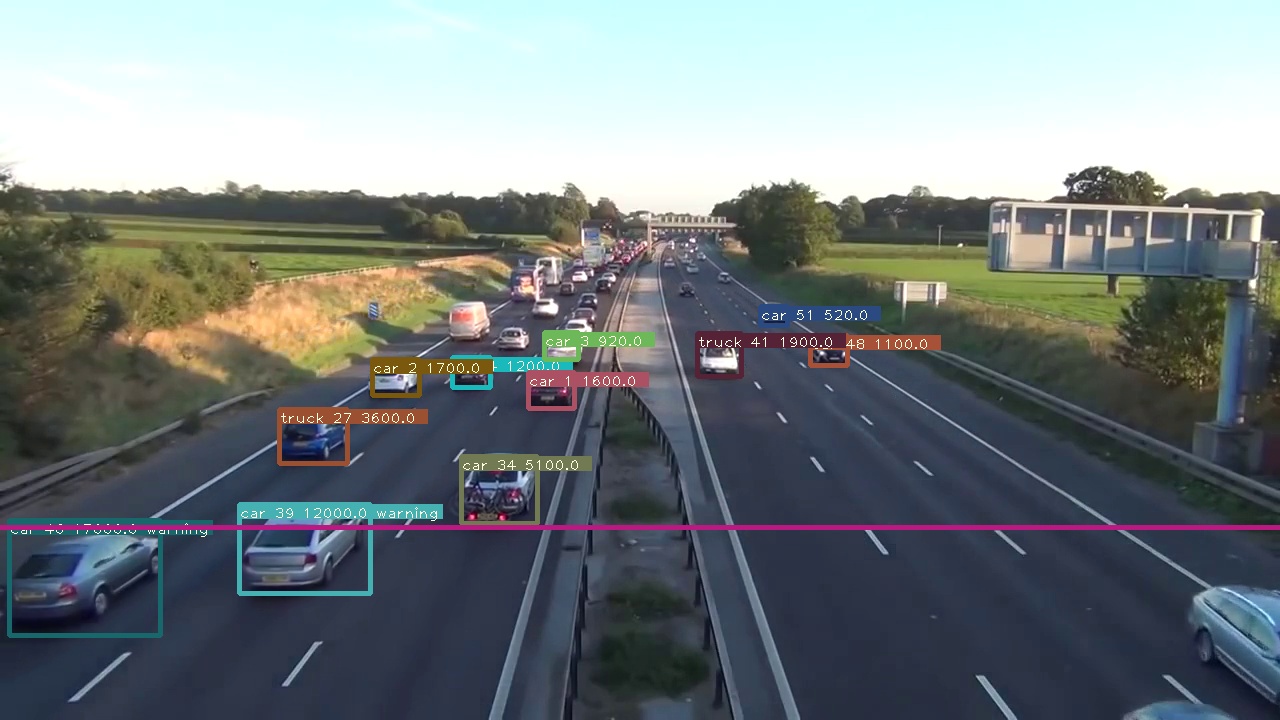 car 51 520.0
car 3 920.0
truck 41 1900.0
48 1100.0
car 2 1700.0
1200.0
car 1 1600.0
truck 27 3600.0
car 34 5100.0
car 39 12000.0 warning
car 40 17000.0 warning